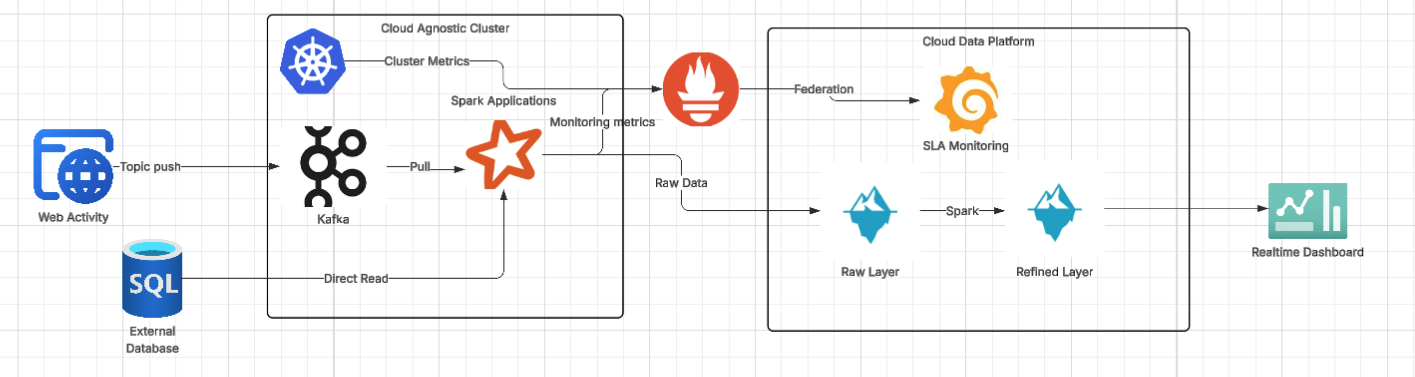 Cloud Agnostic Cluster
Cloud Data Platform
Cluster Metrics
Federation
Spark Applications
Monitoring metrics
SLA Monitoring
Topic push
Pull
Raw Data
Web Activity
Kafka
Spark
Realtime Dashboard
Raw Layer
Refined Layer
SQL
Direct Read
External
Database